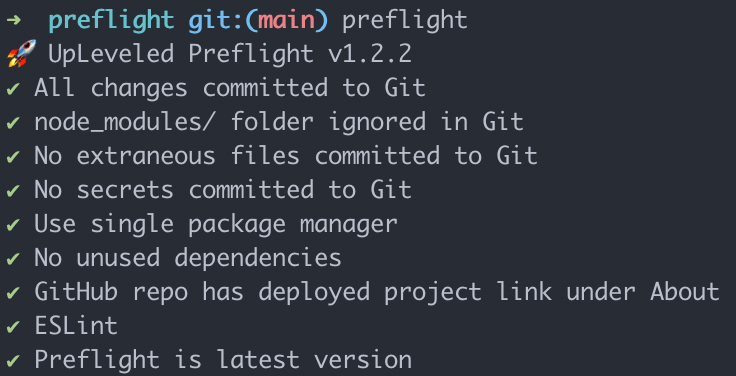 ➜ preflight git:(main) preflight
🚀 UpLeveled Preflight v1.2.2
✔ All changes committed to Git
✔ node_modules/ folder ignored in Git
✔ No extraneous files committed to Git
✔ No secrets committed to Git
✔ Use single package manager
✔ No unused dependencies
✔ GitHub repo has deployed project link under About
✔ ESLint
✔ Preflight is latest version